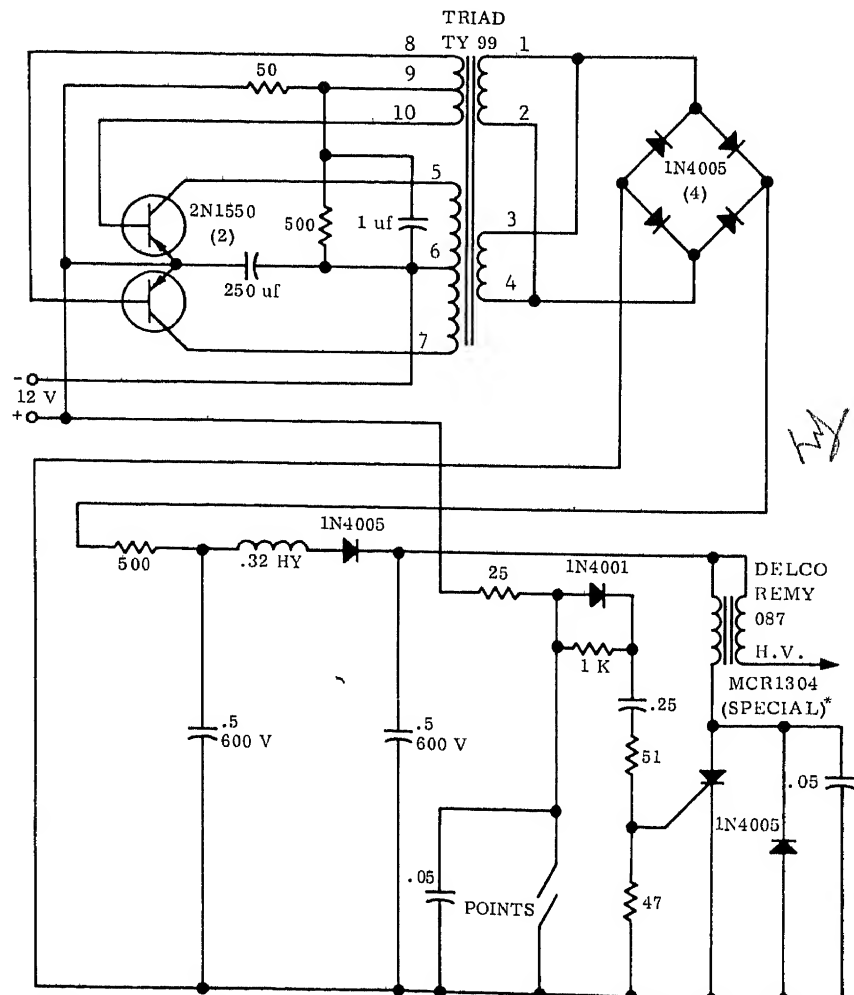 TRIAD
TY 99
8
1
50
9
10
2
5
2N1550
(2)
500
1 uf
1N4005
(4)
3
6
4
250 uf
7
-
12 V
+
1N4005
500
.32 HY
25
1N4001
DELCO
REMY
087
H.V.
1 K
MCR1304
(SPECIAL)*
.5
600 V
.5
600 V
.25
51
.05
1N4005
.05
POINTS
47